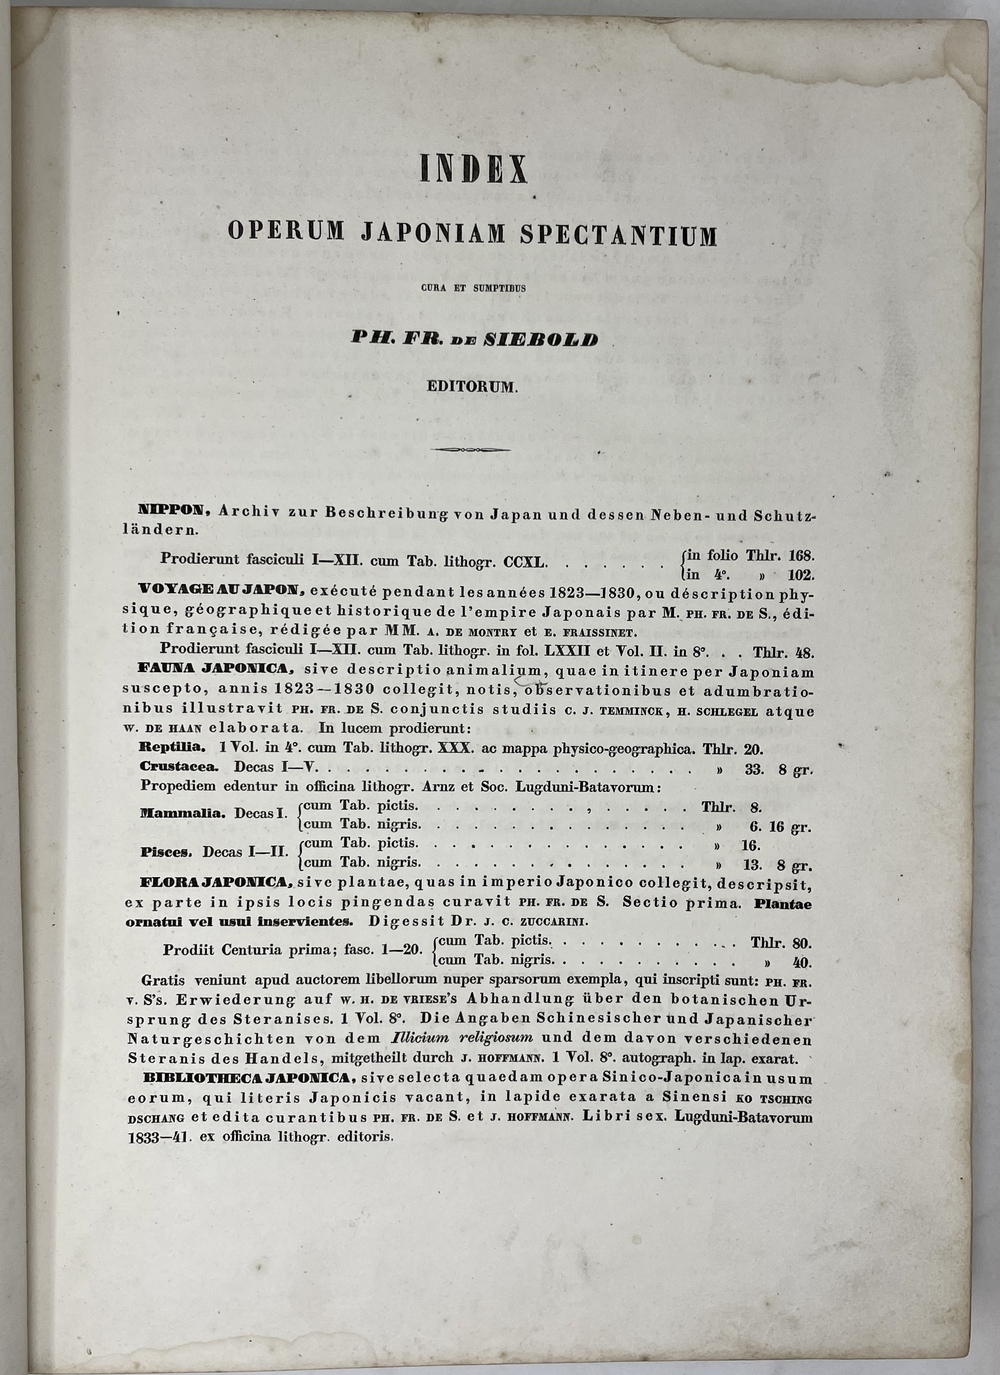 INDEX
OPERUM JAPONIAM SPECTANTIUM
CURA ET SUMPTIBUS
PH. FR. DE SIEBOLD
EDITORUM.
NIPPON, Archiv zur Beschreibung von Japan und dessen Neben- und Schutz-
ländern.
Prodierunt fasciculi I—XII. cum Tab. lithogr. CCXL. . . . . . . {in folio Thlr. 168.
{in 4°. » 102.
VOYAGE AU JAPON, exécuté pendant les années 1823—1830, ou déscription phy-
sique, géographique et historique de l'empire Japonais par M. PH. FR. DE S., édi-
tion française, rédigée par MM. A. DE MONTRY et E. FRAISSINET.
Prodierunt fasciculi I—XII. cum Tab. lithogr. in fol. LXXII et Vol. II. in 8°. . . Thlr. 48.
FAUNA JAPONICA, sive descriptio animalium, quae in itinere per Japoniam
suscepto, annis 1823—1830 collegit, notis, observationibus et adumbratio-
nibus illustravit PH. FR. DE S. conjunctis studiis C. J. TEMMINCK, H. SCHLEGEL atque
W. DE HAAN elaborata. In lucem prodierunt:
Reptilia. 1 Vol. in 4°. cum Tab. lithogr. XXX. ac mappa physico-geographica. Thlr. 20.
Crustacea. Decas I—V. . . . . . . . . . . . . . . . . . . . » 33. 8 gr.
Propediem edentur in officina lithogr. Arnz et Soc. Lugduni-Batavorum:
Mammalia. Decas I. {cum Tab. pictis. . . . . . . . . . . . . . . Thlr. 8.
{cum Tab. nigris. . . . . . . . . . . . . . . » 6. 16 gr.
Pisces. Decas I—II. {cum Tab. pictis. . . . . . . . . . . . . . . » 16.
{cum Tab. nigris. . . . . . . . . . . . . . . » 13. 8 gr.
FLORA JAPONICA, sive plantae, quas in imperio Japonico collegit, descripsit,
ex parte in ipsis locis pingendas curavit PH. FR. DE S. Sectio prima. Plantae
ornatui vel usui inservientes. Digessit Dr. J. C. ZUCCARINI.
Prodiit Centuria prima; fasc. 1—20. {cum Tab. pictis. . . . . . . . . . . . Thlr. 80.
{cum Tab. nigris. . . . . . . . . . . » 40.
Gratis veniunt apud auctorem libellorum nuper sparsorum exempla, qui inscripti sunt: PH. FR.
V. S's. Erwiederung auf W. H. DE VRIESE'S Abhandlung über den botanischen Ur-
sprung des Steranises. 1 Vol. 8°. Die Angaben Schinesischer und Japanischer
Naturgeschichten von dem Illicium religiosum und dem davon verschiedenen
Steranis des Handels, mitgetheilt durch J. HOFFMANN. 1 Vol. 8°. autograph. in lap. exarat.
BIBLIOTHECA JAPONICA, sive selecta quaedam opera Sinico-Japonica in usum
eorum, qui literis Japonicis vacant, in lapide exarata a Sinensi KO TSCHING
DSCHANG et edita curantibus PH. FR. DE S. et J. HOFFMANN. Libri sex. Lugduni-Batavorum
1833—41. ex officina lithogr. editoris.